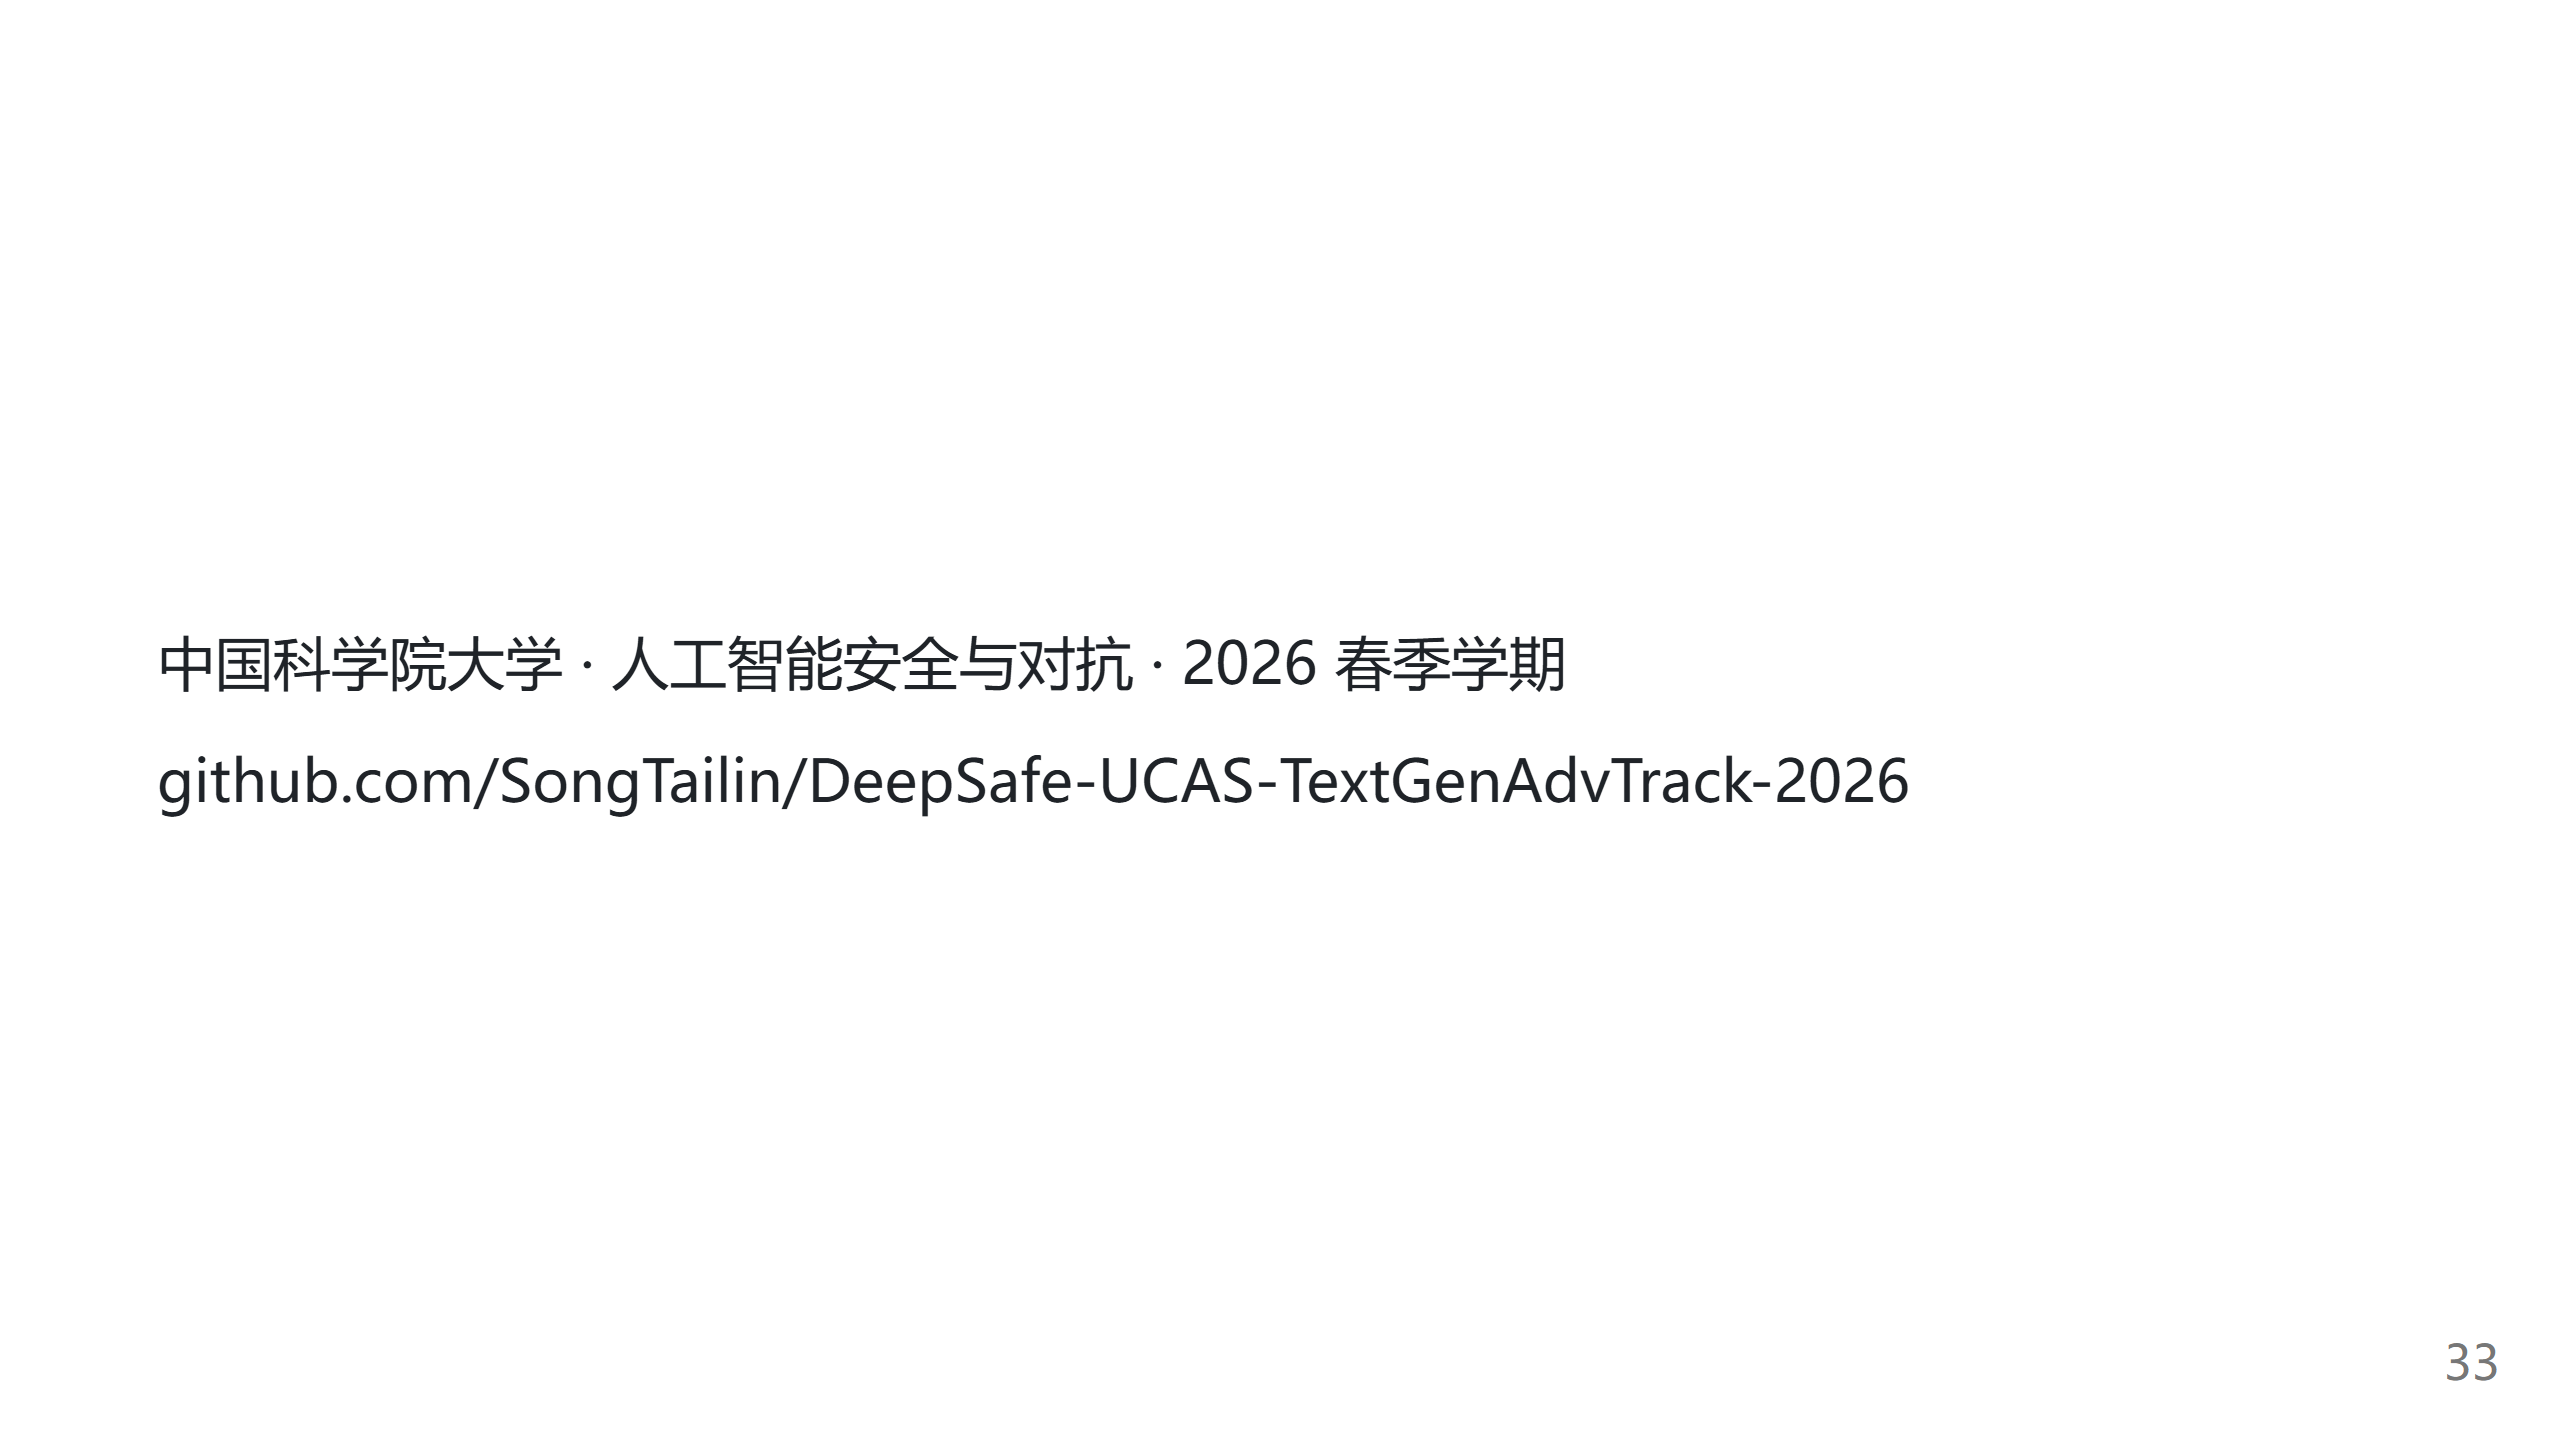 中国科学院大学 · 人工智能安全与对抗 · 2026 春季学期
github.com/SongTailin/DeepSafe-UCAS-TextGenAdvTrack-2026
33